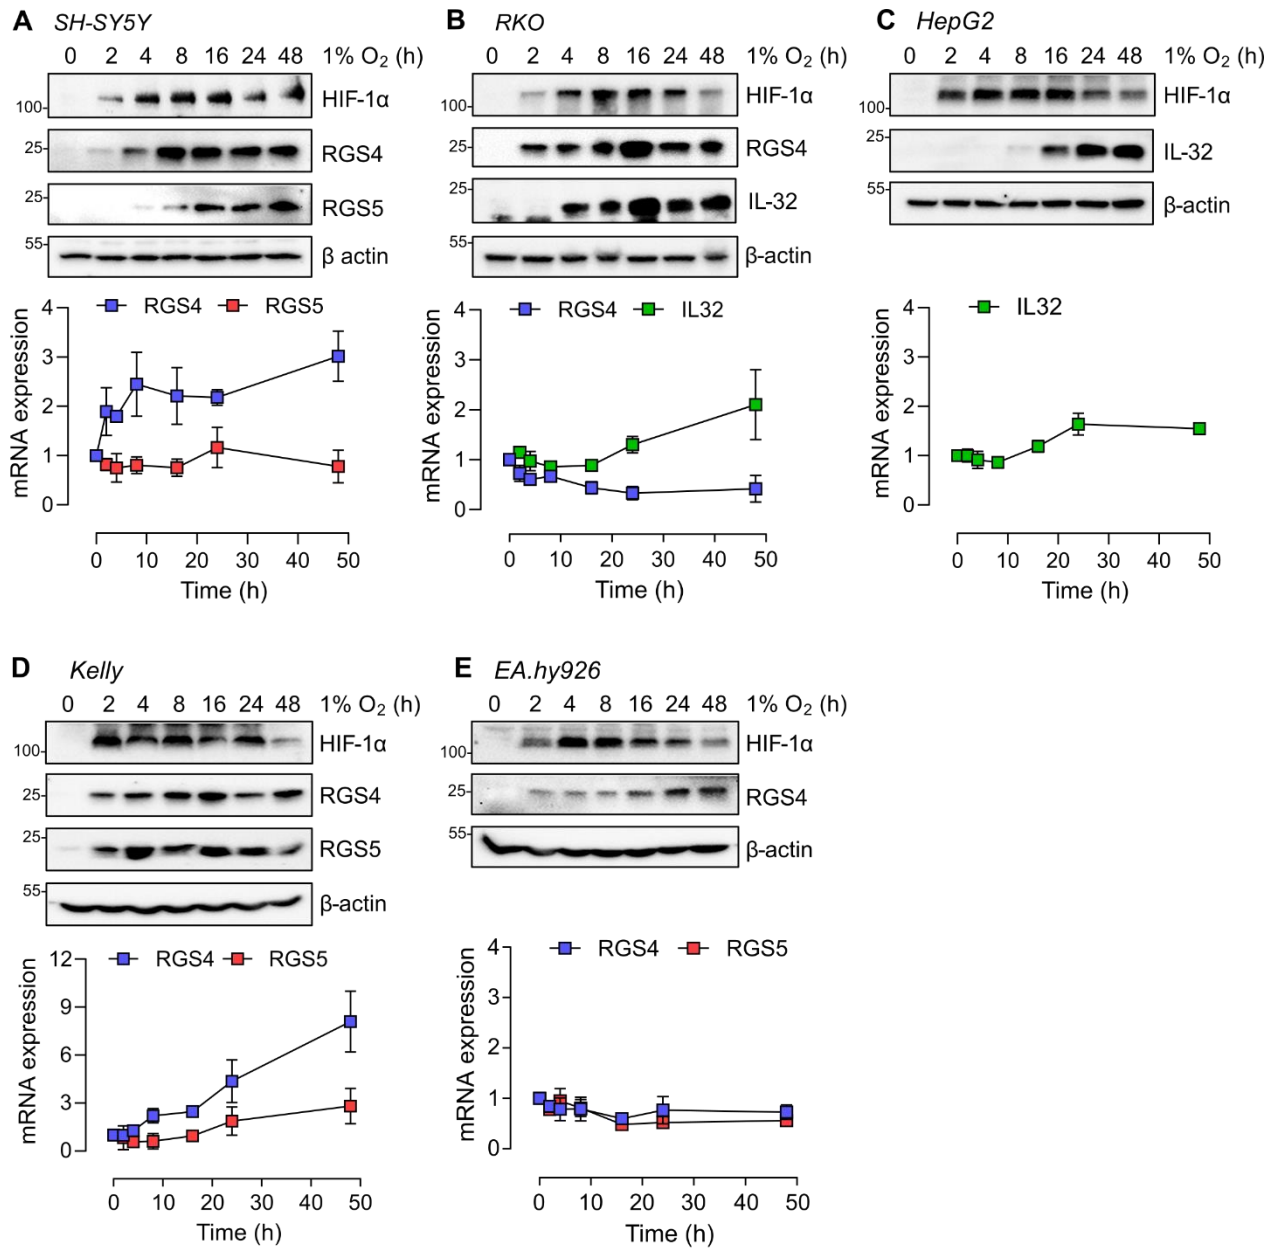 A SH-SY5Y
0 2 4 8 16 24 48 1% O2 (h)
100 HIF-1α
25 RGS4
25 RGS5
55 β actin
RGS4 RGS5
mRNA expression
4
3
2
1
0
0 10 20 30 40 50
Time (h)
B RKO
0 2 4 8 16 24 48 1% O2 (h)
100 HIF-1α
25 RGS4
25 IL-32
55 β-actin
RGS4 IL32
mRNA expression
4
3
2
1
0
0 10 20 30 40 50
Time (h)
C HepG2
0 2 4 8 16 24 48 1% O2 (h)
100 HIF-1α
25 IL-32
55 β-actin
IL32
mRNA expression
4
3
2
1
0
0 10 20 30 40 50
Time (h)
D Kelly
0 2 4 8 16 24 48 1% O2 (h)
100 HIF-1α
25 RGS4
25 RGS5
55 β-actin
RGS4 RGS5
mRNA expression
12
9
6
3
0
0 10 20 30 40 50
Time (h)
E EA.hy926
0 2 4 8 16 24 48 1% O2 (h)
100 HIF-1α
25 RGS4
55 β-actin
RGS4 RGS5
mRNA expression
4
3
2
1
0
0 10 20 30 40 50
Time (h)